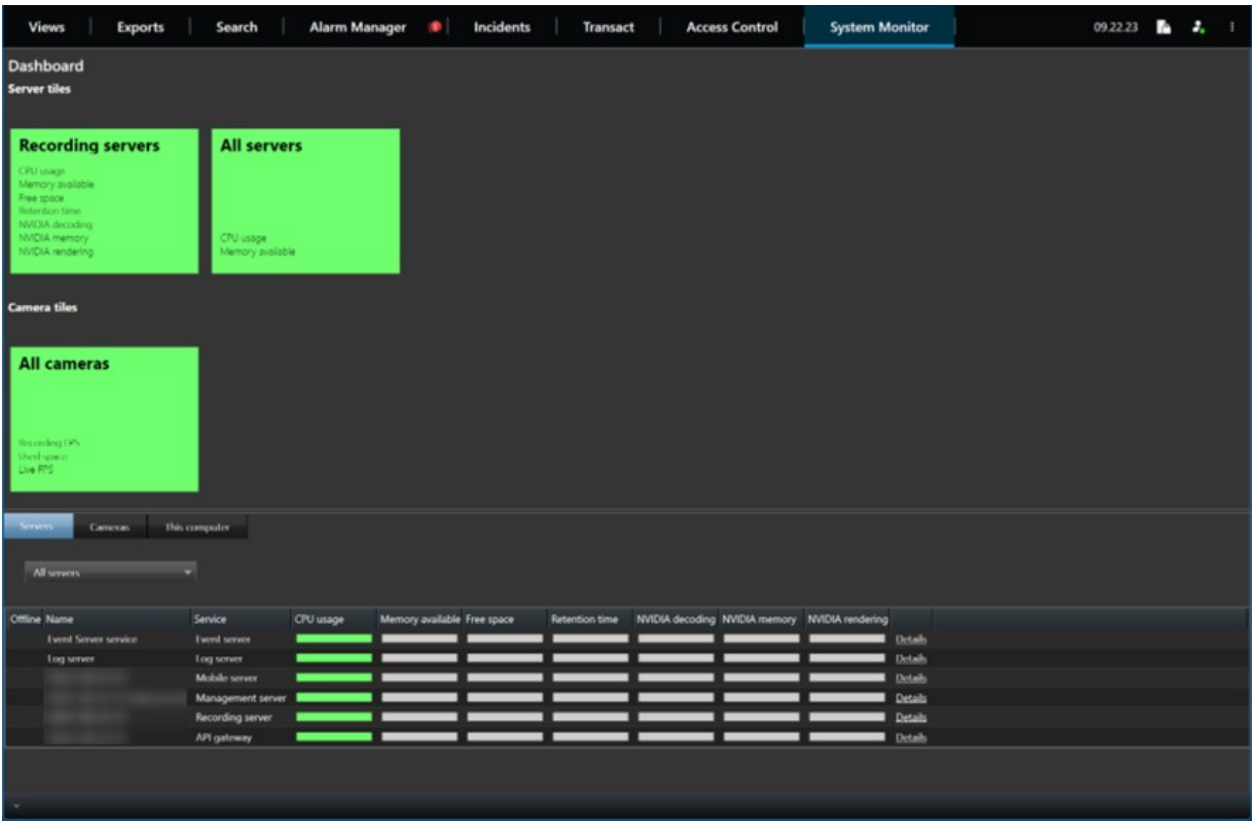 Views Exports Search Alarm Manager Incidents Transact Access Control System Monitor 09.22.23
Dashboard
Server tiles
Recording servers
CPU usage
Memory available
Free space
Retention time
NVIDIA decoding
NVIDIA memory
NVIDIA rendering
All servers
CPU usage
Memory available
Camera tiles
All cameras
Recording FPS
Used space
Live FPS
Servers Cameras This computer
All servers
Offline Name Service CPU usage Memory available Free space Retention time NVIDIA decoding NVIDIA memory NVIDIA rendering
Event Server service Event server Details
Log server Log server Details
Mobile server Details
Management server Details
Recording server Details
API gateway Details